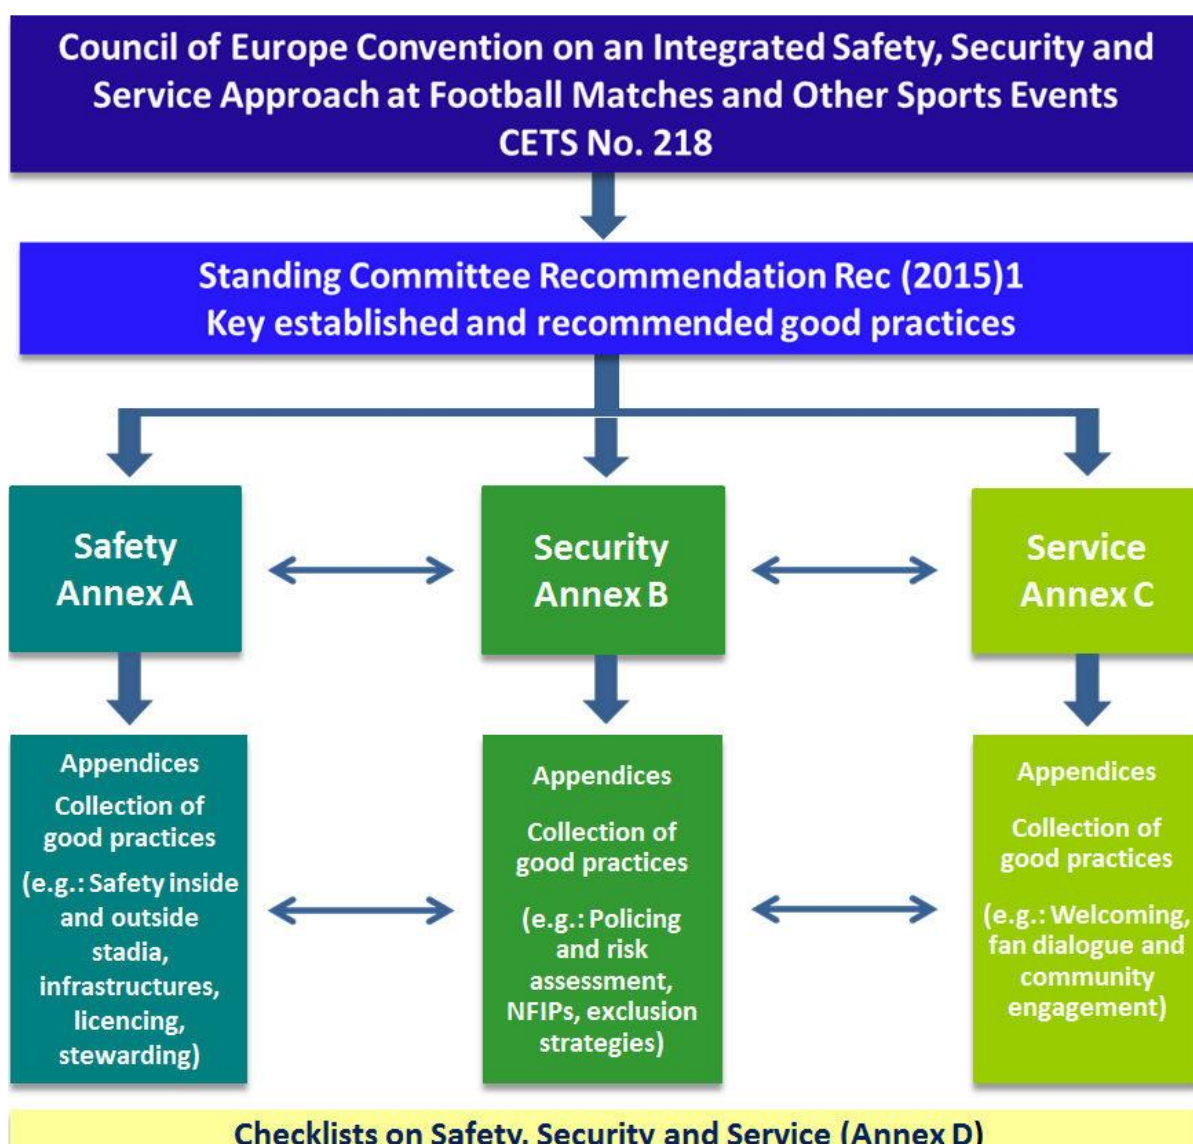 Council of Europe Convention on an Integrated Safety, Security and
Service Approach at Football Matches and Other Sports Events
CETS No. 218
Standing Committee Recommendation Rec (2015)1
Key established and recommended good practices
Safety
Annex A
Security
Annex B
Service
Annex C
Appendices
Collection of
good practices
(e.g.: Safety inside
and outside
stadia,
infrastructures,
licencing,
stewarding)
Appendices
Collection of
good practices
(e.g.: Policing
and risk
assessment,
NFIPs, exclusion
strategies)
Appendices
Collection of
good practices
(e.g.: Welcoming,
fan dialogue and
community
engagement)
Checklists on Safety, Security and Service (Annex D)